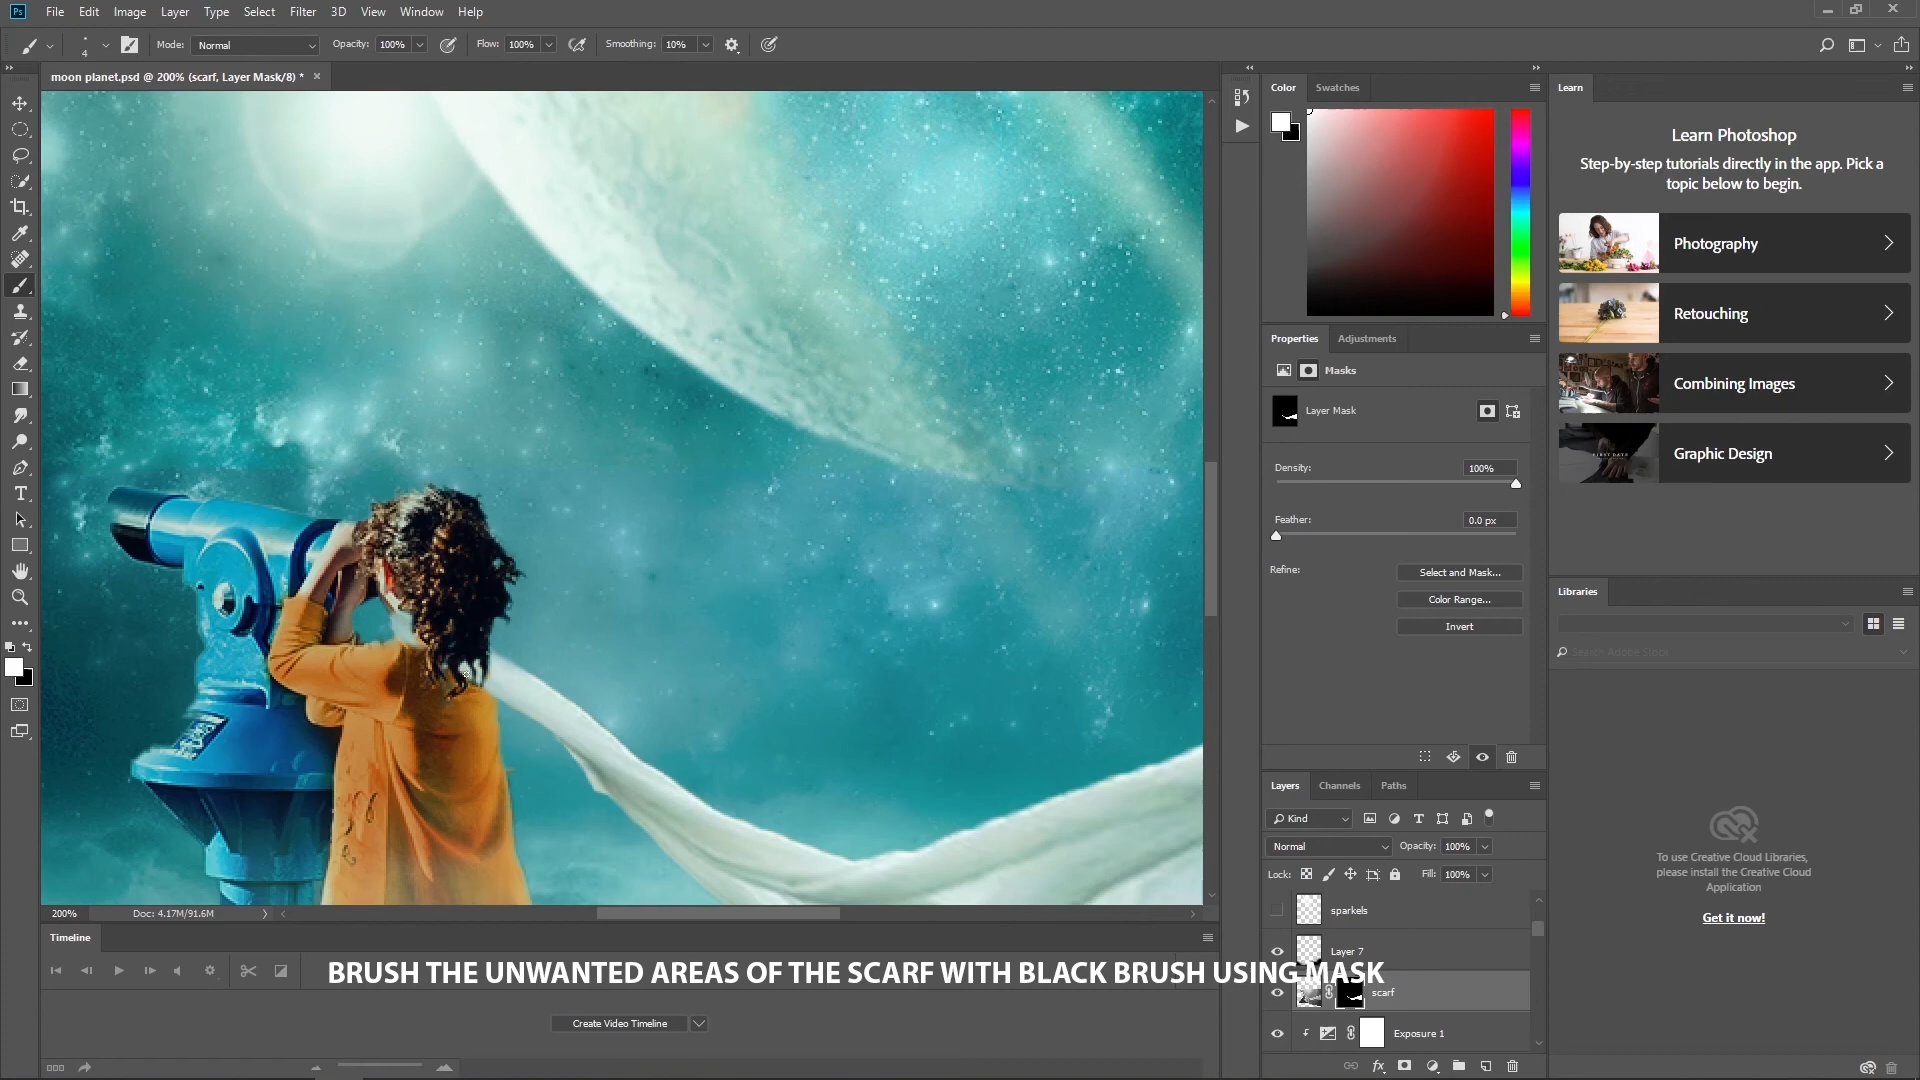 Ps File Edit Image Layer Type Select Filter 3D View Window Help
4 Mode: Normal Opacity: 100% Flow: 100% Smoothing: 10%
moon planet.psd @ 200% (scarf, Layer Mask/8) *
Color Swatches
Learn
Learn Photoshop
Step-by-step tutorials directly in the app. Pick a
topic below to begin.
Photography
Retouching
Combining Images
Graphic Design
Properties Adjustments
Masks
Layer Mask
Density: 100%
Feather: 0.0 px
Refine: Select and Mask...
Color Range...
Invert
Libraries
Search Adobe Stock
To use Creative Cloud Libraries,
please install the Creative Cloud
Application
Get it now!
Layers Channels Paths
Kind
Normal Opacity: 100%
Lock: Fill: 100%
sparkels
Layer 7
scarf
Exposure 1
fx
200% Doc: 4.17M/91.6M
Timeline
BRUSH THE UNWANTED AREAS OF THE SCARF WITH BLACK BRUSH USING MASK
Create Video Timeline